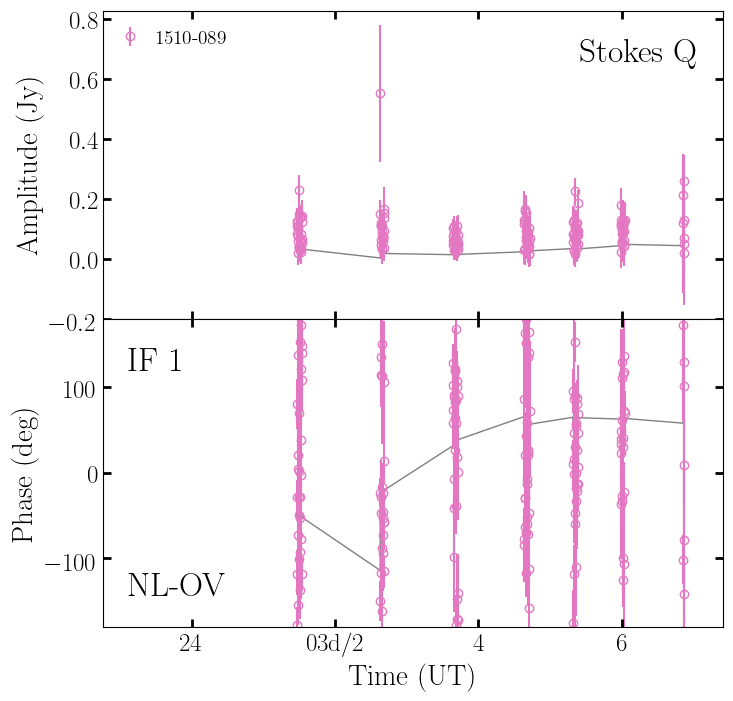 1510-089
Stokes Q
Amplitude (Jy)
0.8
0.6
0.4
0.2
0.0
−0.2
IF 1
NL-OV
Phase (deg)
100
0
−100
24
03d/2
4
6
Time (UT)